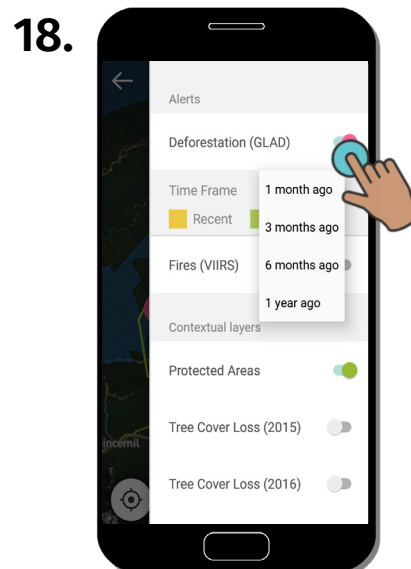 18.
Alerts
Deforestation (GLAD)
Time Frame
1 month ago
Recent
3 months ago
Fires (VIIRS)
6 months ago
1 year ago
Contextual layers
Protected Areas
Tree Cover Loss (2015)
incemil
Tree Cover Loss (2016)